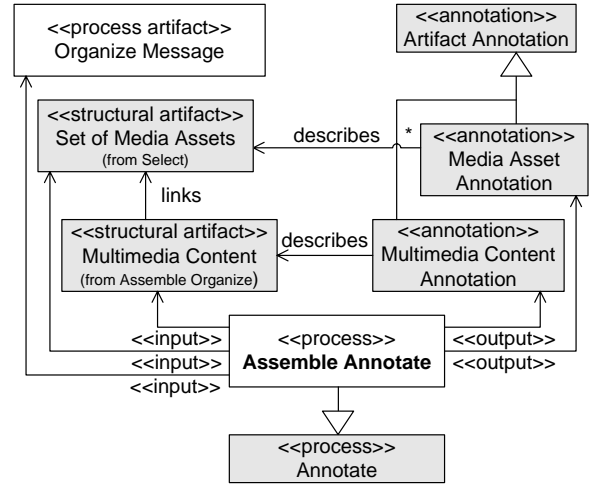 <<process artifact>>
Organize Message
<<annotation>>
Artifact Annotation
<<structural artifact>>
Set of Media Assets
(from Select)
describes
*
<<annotation>>
Media Asset
Annotation
links
<<structural artifact>>
Multimedia Content
(from Assemble Organize)
describes
<<annotation>>
Multimedia Content
Annotation
<<input>>
<<input>>
<<input>>
<<process>>
Assemble Annotate
<<output>>
<<output>>
<<process>>
Annotate